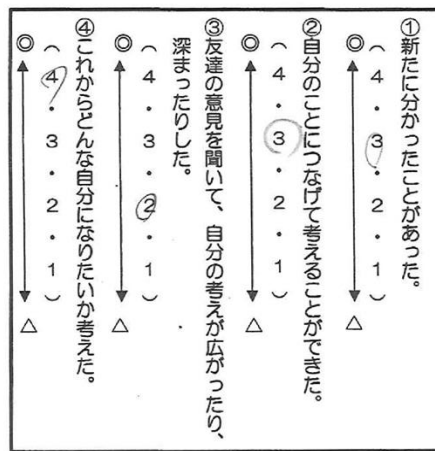 ①新たに分かったことがあった。
(4・3・2・1)
◎ △
②自分のことにつなげて考えることができた。
(4・3・2・1)
◎ △
③友達の意見を聞いて、自分の考えが広がったり、
深まったりした。
(4・3・2・1)
◎ △
④これからどんな自分になりたいか考えた。
(4・3・2・1)
◎ △